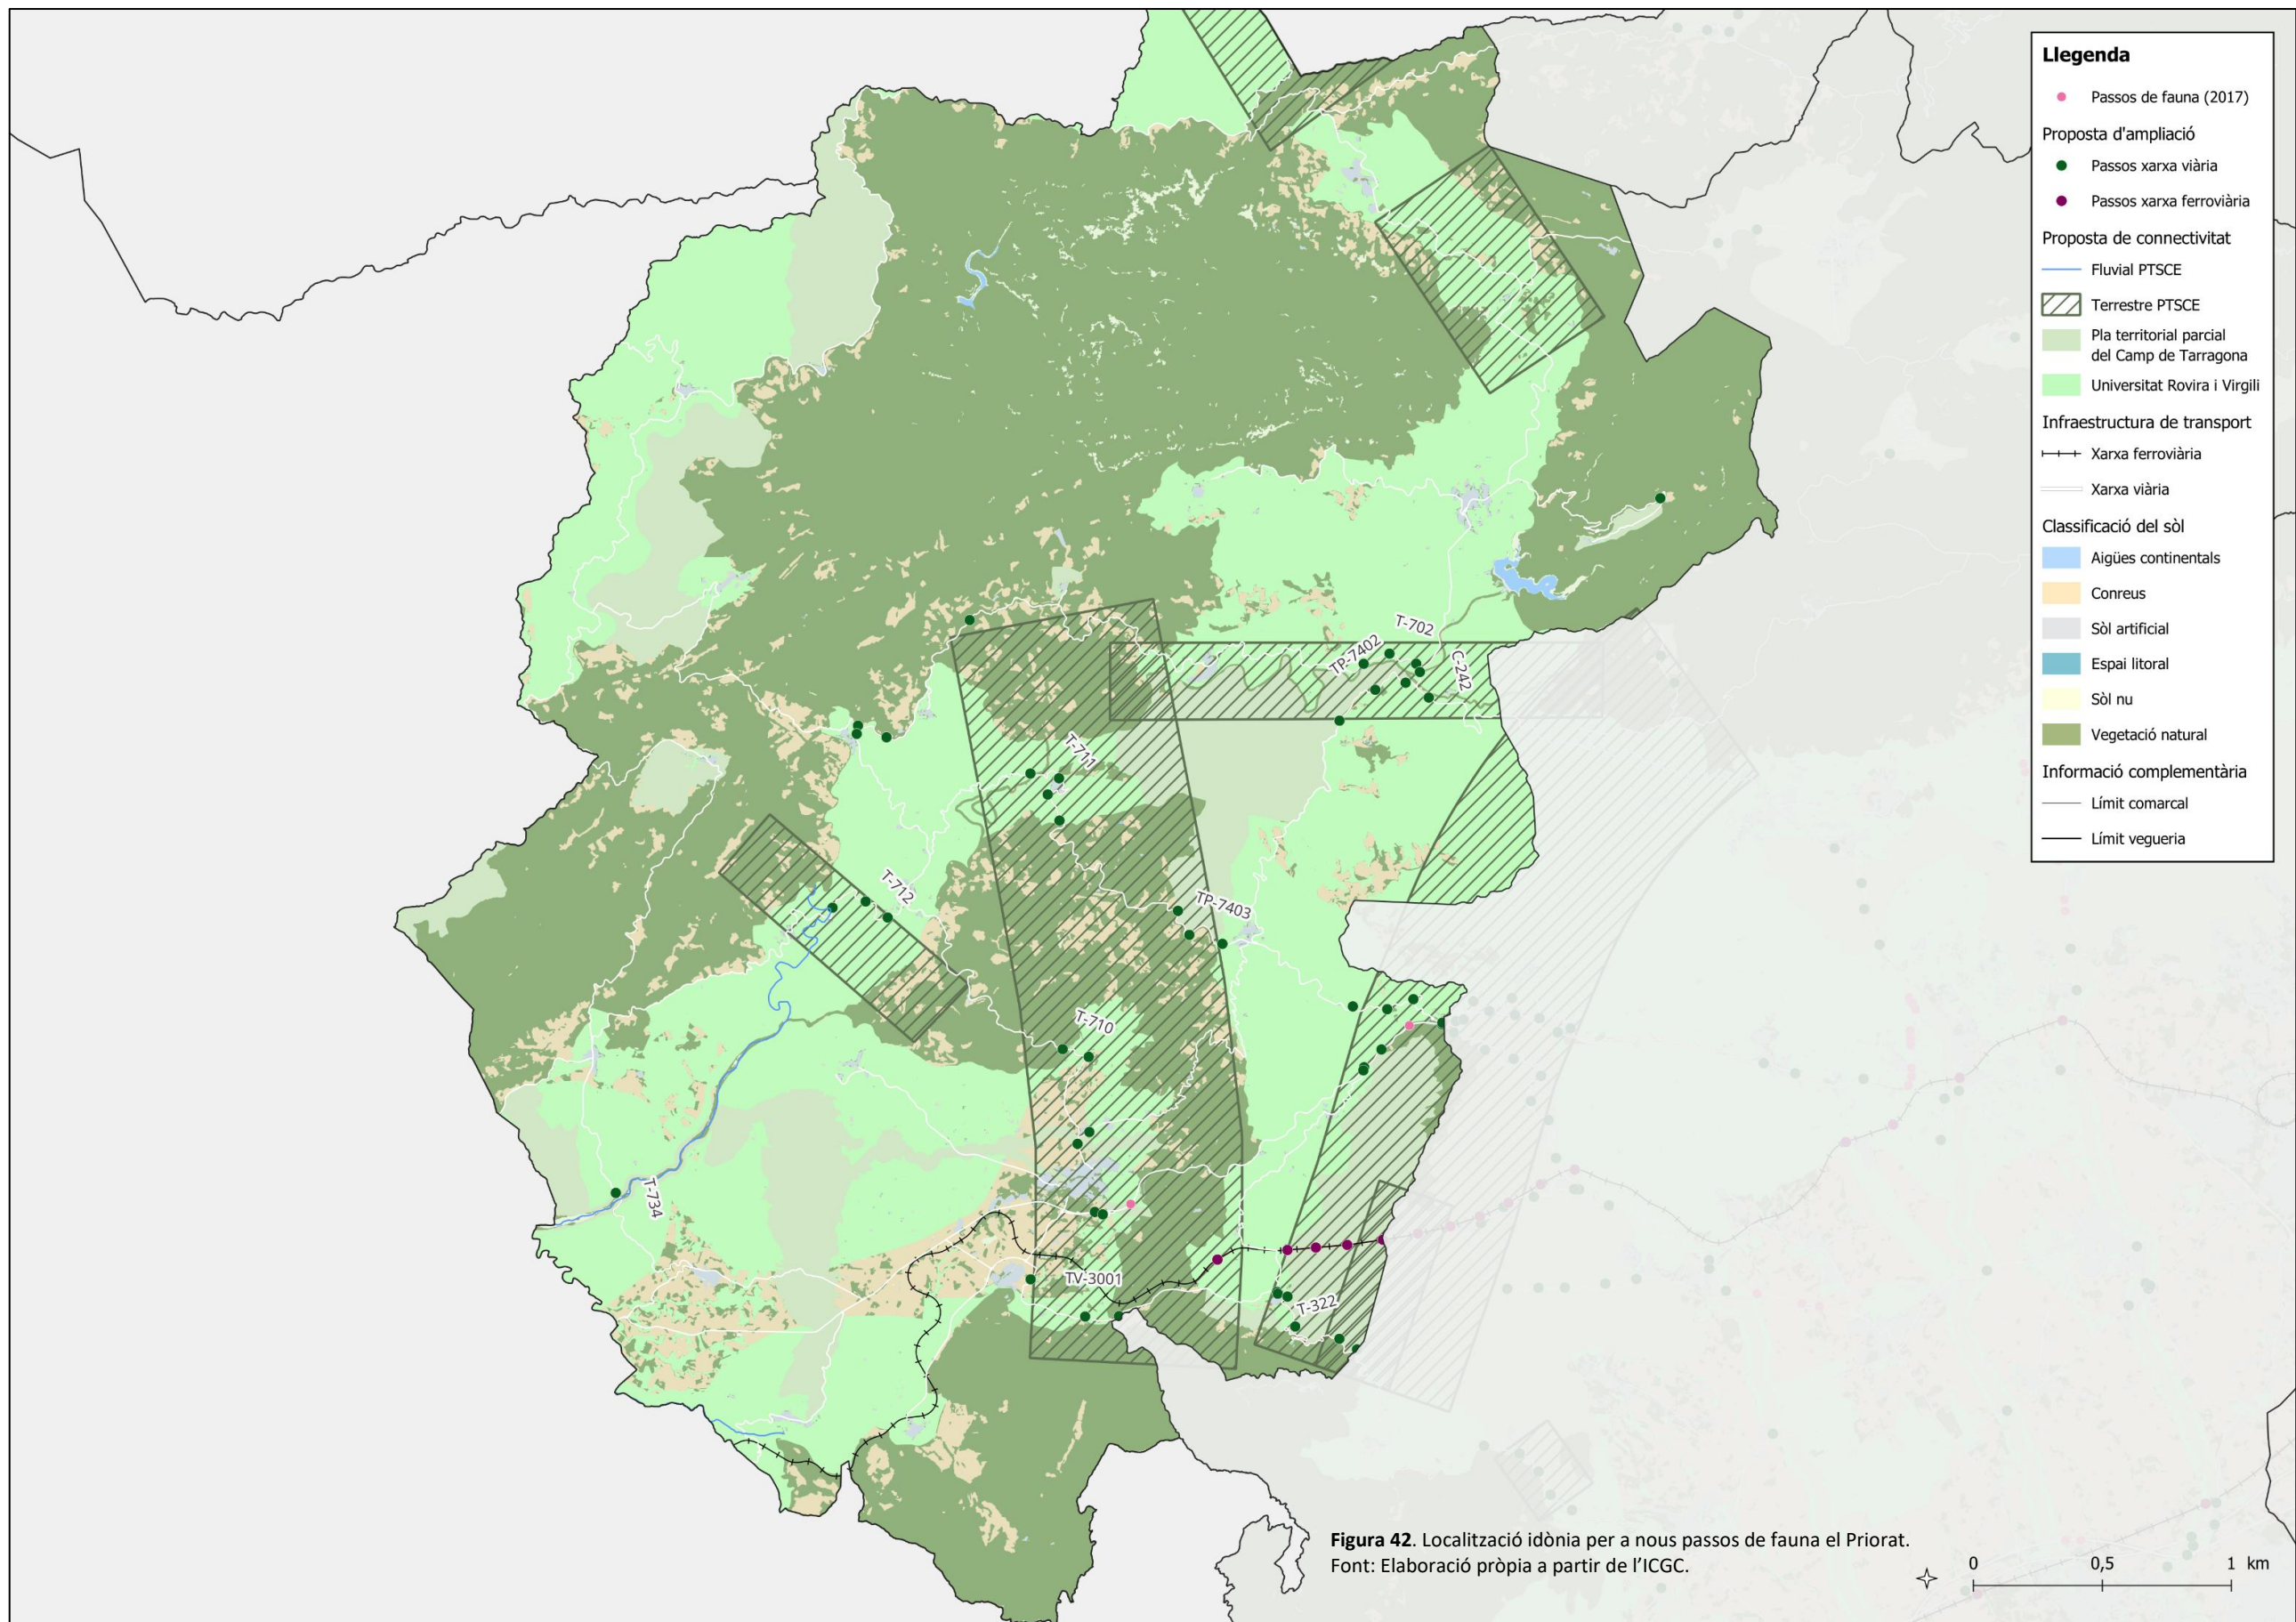 Llegenda
Passos de fauna (2017)
Proposta d'ampliació
Passos xarxa viària
Passos xarxa ferroviària
Proposta de connectivitat
Fluvial PTSCE
Terrestre PTSCE
Pla territorial parcial
del Camp de Tarragona
Universitat Rovira i Virgili
Infraestructura de transport
Xarxa ferroviària
Xarxa viària
Classificació del sòl
Aigües continentals
Conreus
Sòl artificial
Espai litoral
Sòl nu
Vegetació natural
Informació complementària
Límit comarcal
Límit vegueria
T-702
TP-7402
C-242
T-711
T-712
TP-7403
T-710
T-734
TV-3001
T-322
Figura 42. Localització idònia per a nous passos de fauna el Priorat.
Font: Elaboració pròpia a partir de l'ICGC.
0 0,5 1 km